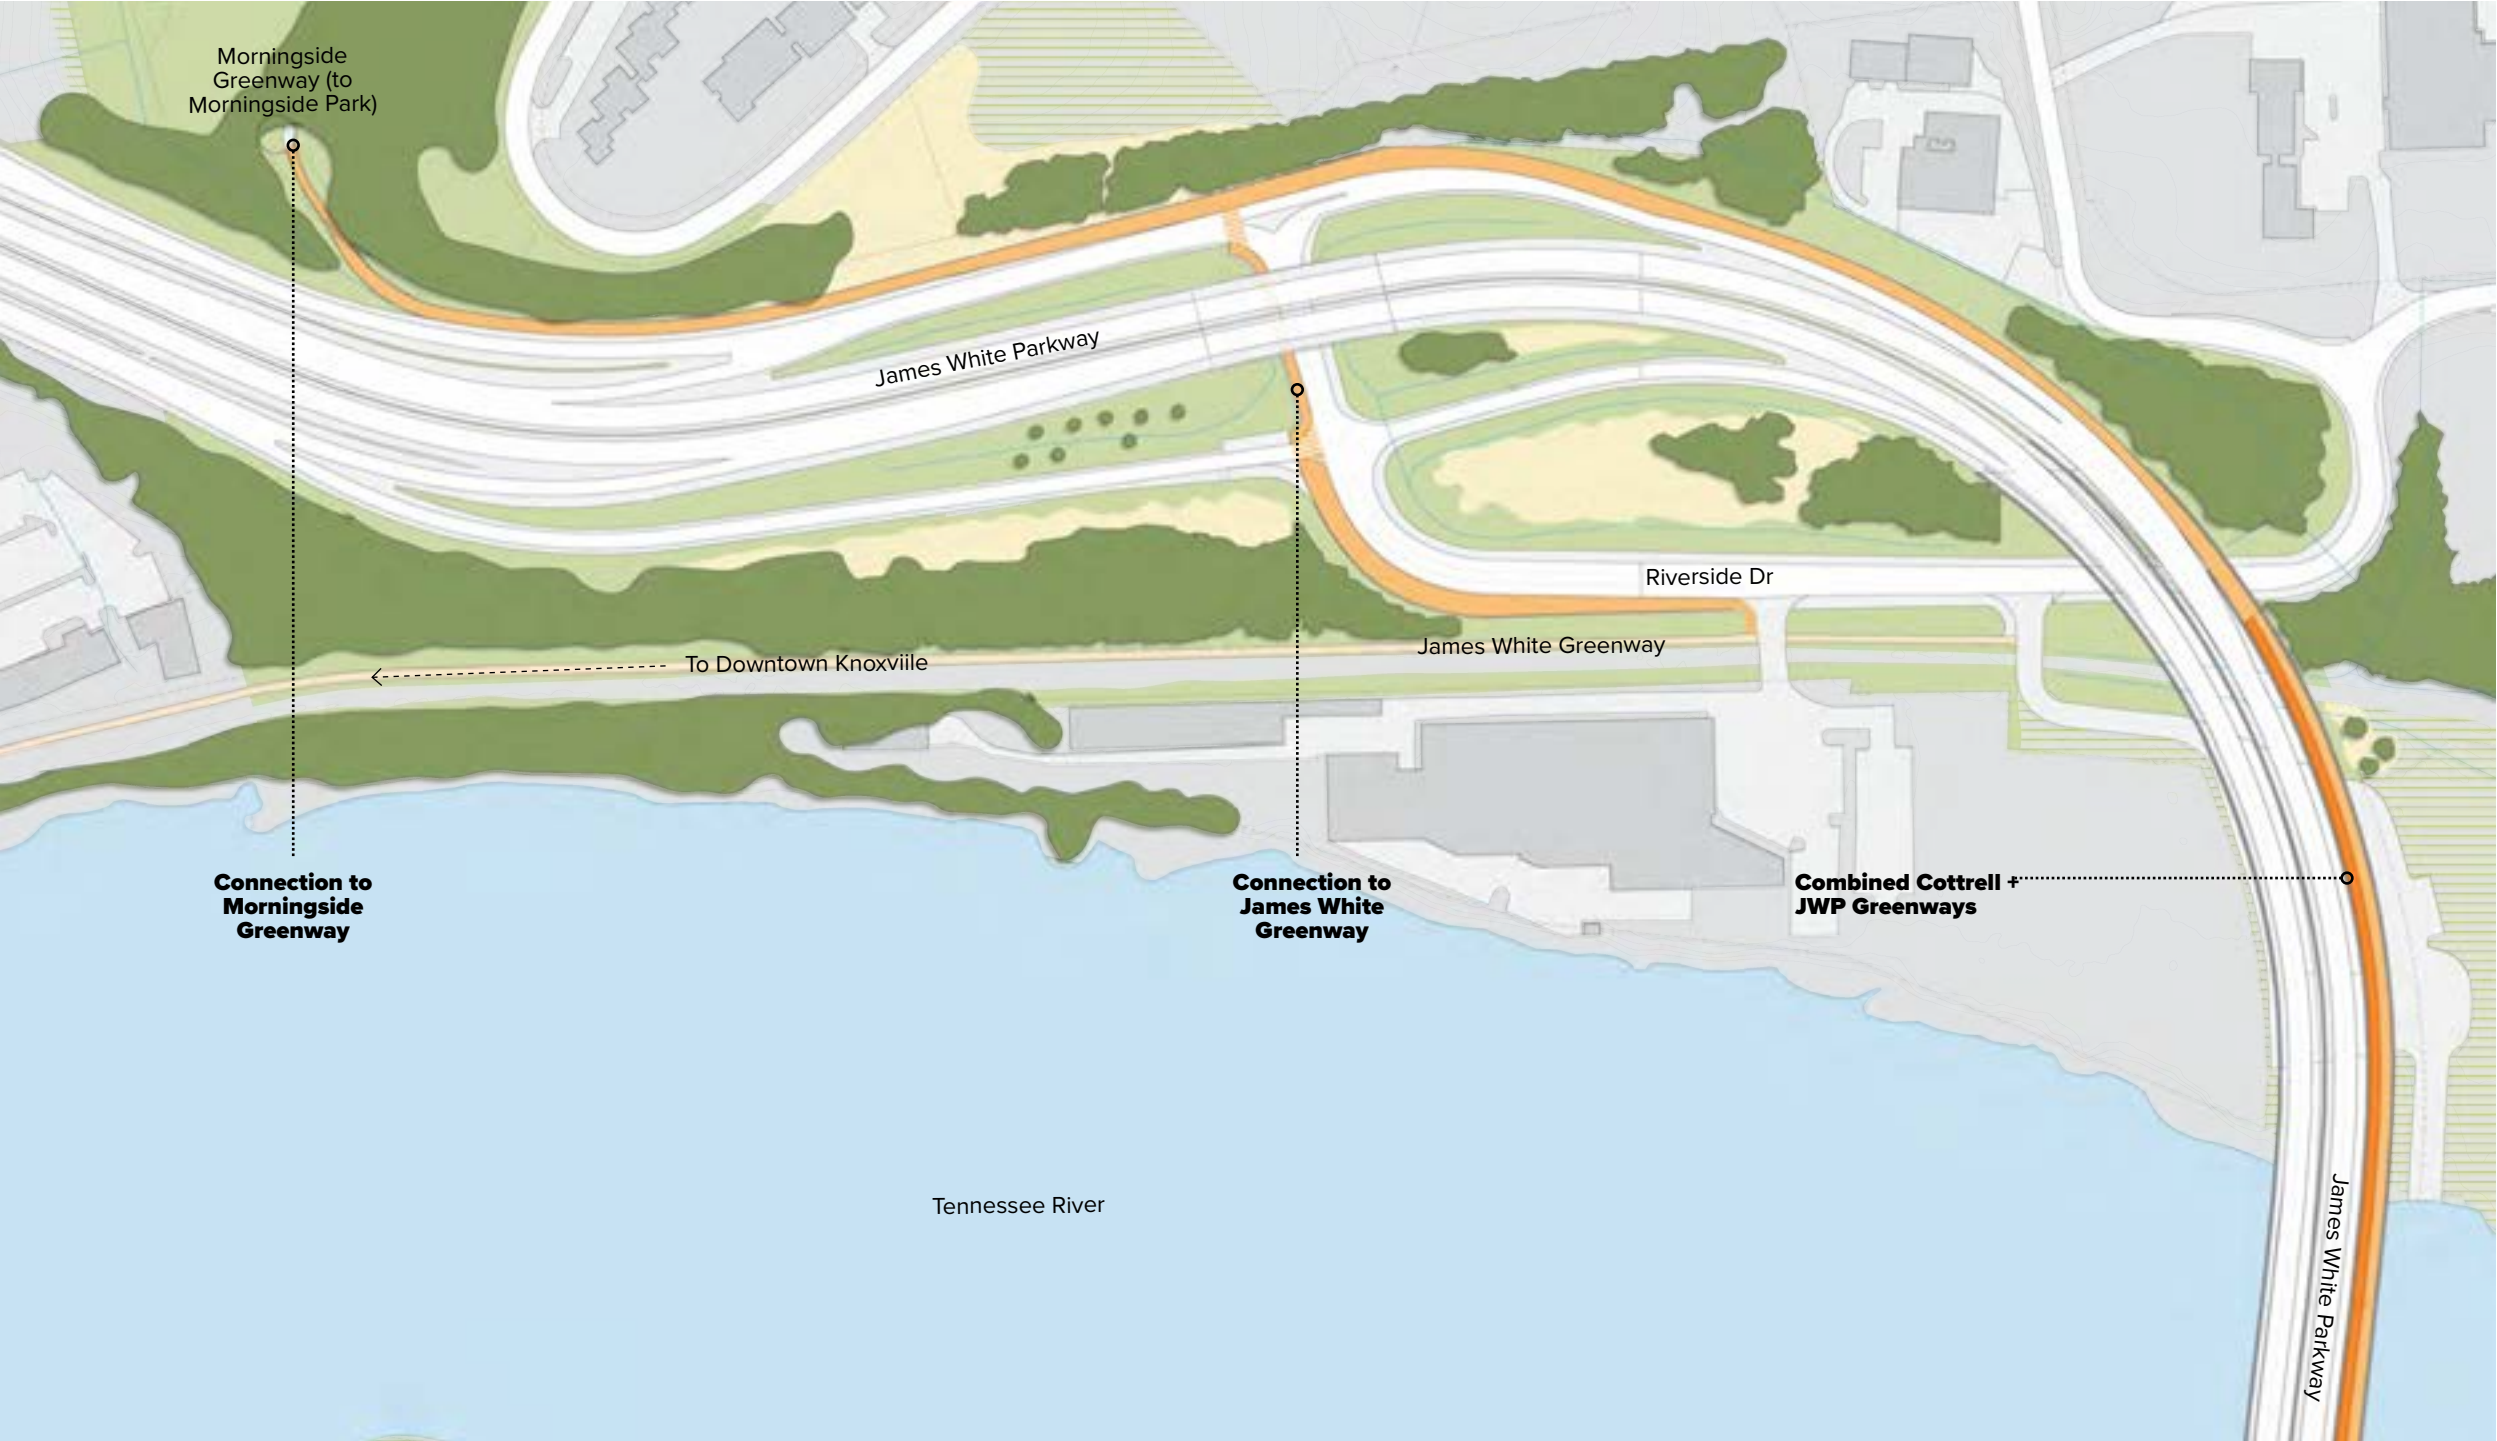 Morningside
Greenway (to
Morningside Park)
James White Parkway
Riverside Dr
James White Greenway
To Downtown Knoxviile
Connection to
Morningside
Greenway
Connection to
James White
Greenway
Combined Cottrell +
JWP Greenways
Tennessee River
James White Parkway